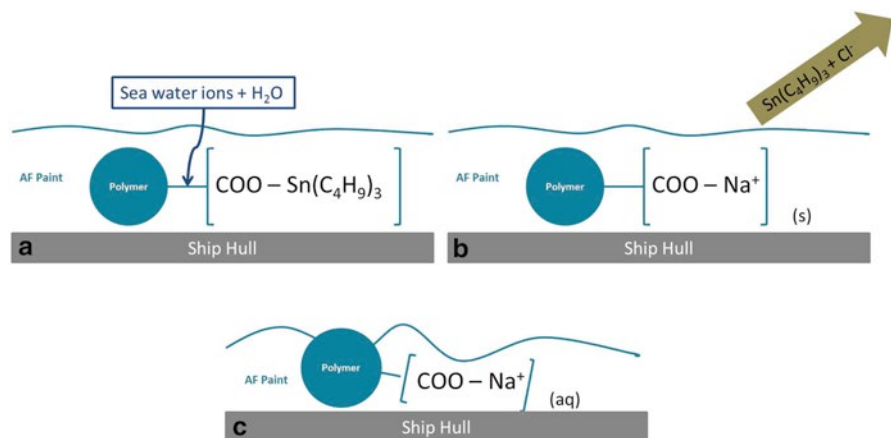 Sea water ions + H₂O
AF Paint
Polymer
COO – Sn(C₄H₉)₃
Ship Hull
a
Sn(C₄H₉)₃ + Cl⁻
AF Paint
Polymer
COO – Na⁺
(s)
Ship Hull
b
AF Paint
Polymer
COO – Na⁺
(aq)
Ship Hull
c